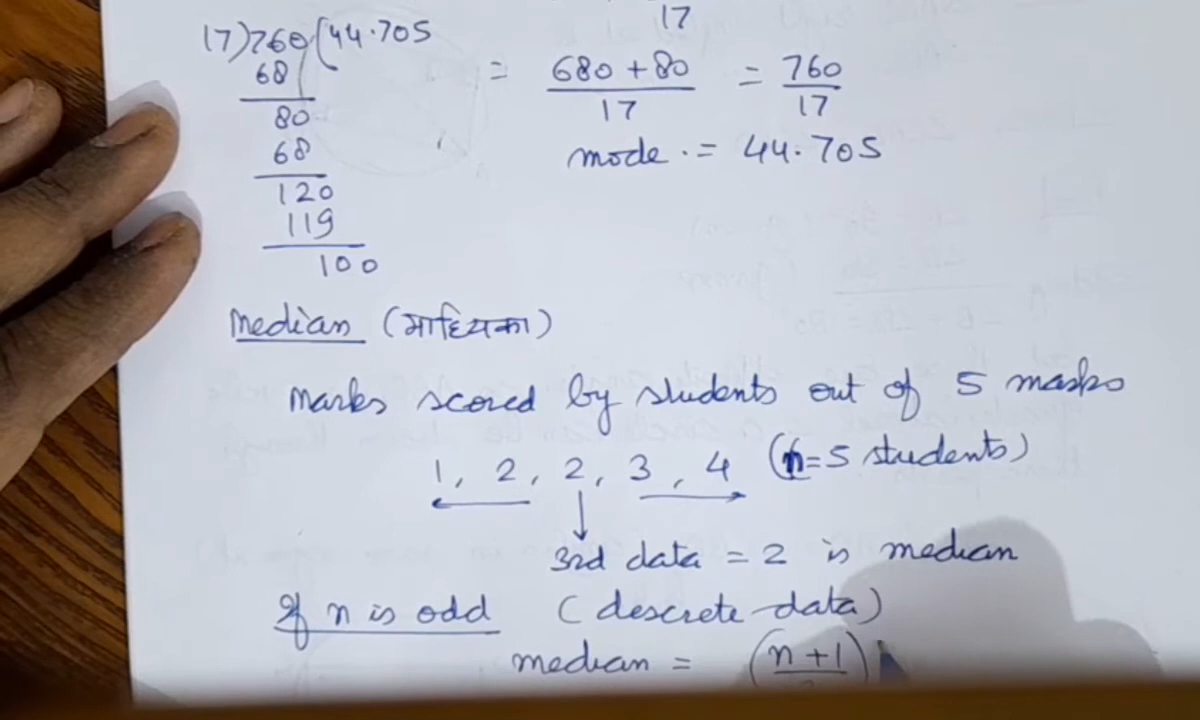 17
17)760(44.705
68
80
68
120
119
100
= 680 + 80 / 17 = 760 / 17
mode . = 44.705
Median (माध्यिका)
Marks scored by students out of 5 marks
1, 2, 2, 3, 4 (n=5 students)
3rd data = 2 is median
If n is odd (descrete data)
median = (n+1)